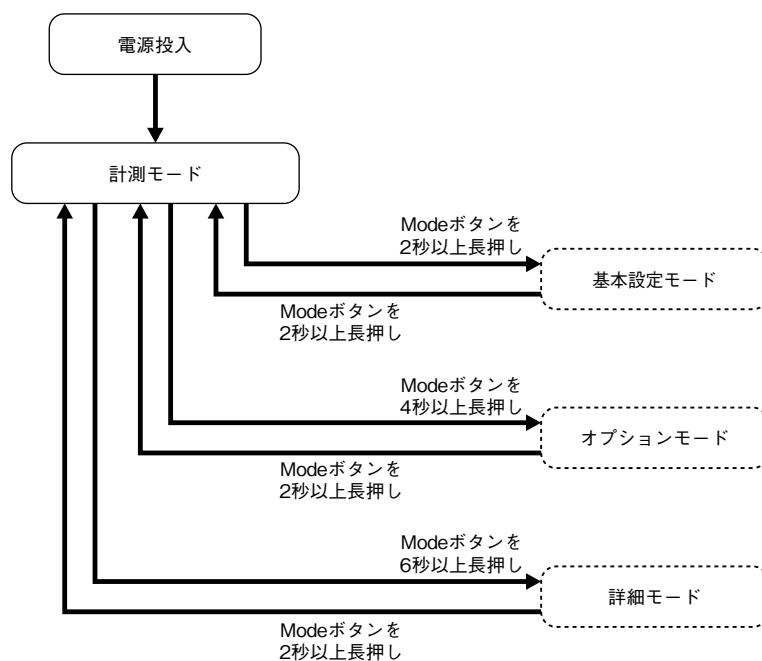 電源投入
計測モード
Modeボタンを
2秒以上長押し
基本設定モード
Modeボタンを
2秒以上長押し
Modeボタンを
4秒以上長押し
オプションモード
Modeボタンを
2秒以上長押し
Modeボタンを
6秒以上長押し
詳細モード
Modeボタンを
2秒以上長押し